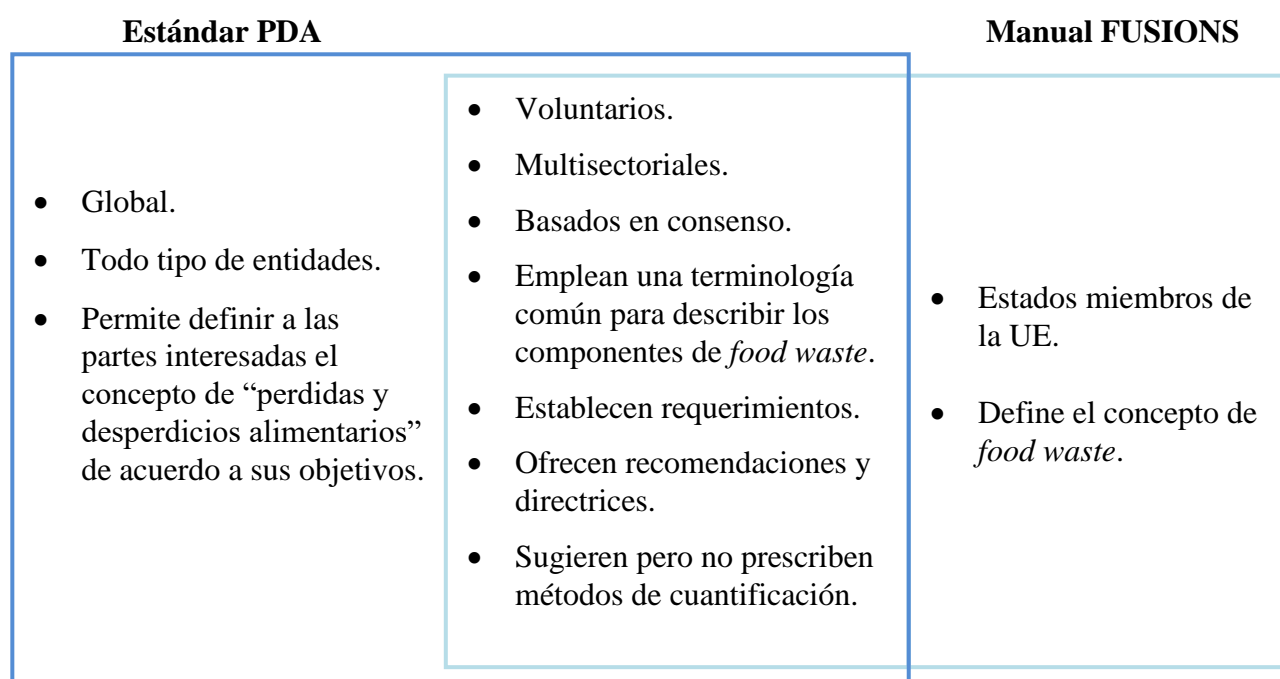 Estándar PDA
Manual FUSIONS
• Global.
• Todo tipo de entidades.
• Permite definir a las
partes interesadas el
concepto de “perdidas y
desperdicios alimentarios”
de acuerdo a sus objetivos.
• Voluntarios.
• Multisectoriales.
• Basados en consenso.
• Emplean una terminología
común para describir los
componentes de food waste.
• Establecen requerimientos.
• Ofrecen recomendaciones y
directrices.
• Sugieren pero no prescriben
métodos de cuantificación.
• Estados miembros de
la UE.
• Define el concepto de
food waste.